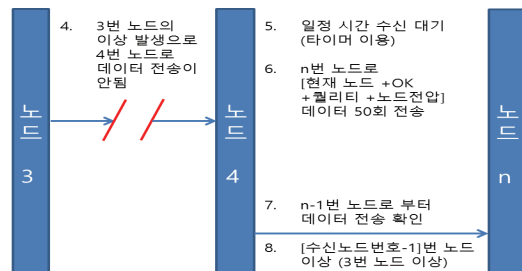 노드 3
4. 3번 노드의
이상 발생으로
4번 노드로
데이터 전송이
안됨
노드 4
5. 일정 시간 수신 대기
(타이머 이용)
6. n번 노드로
[현재 노드 +OK
+퀄리티 +노드전압]
데이터 50회 전송
7. n-1번 노드로 부터
데이터 전송 확인
8. [수신노드번호-1]번 노드
이상 (3번 노드 이상)
노드 n